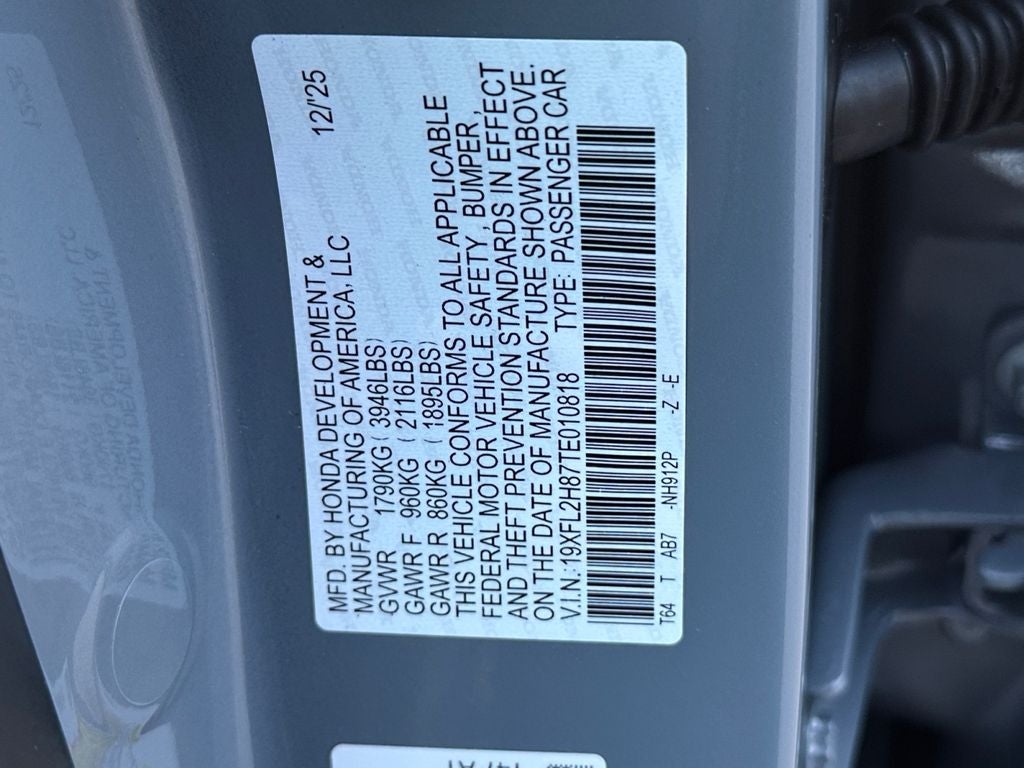 MFD. BY HONDA DEVELOPMENT & 12/'25
MANUFACTURING OF AMERICA, LLC
GVWR 1790KG ( 3946LBS)
GAWR F 960KG ( 2116LBS)
GAWR R 860KG ( 1895LBS)
THIS VEHICLE CONFORMS TO ALL APPLICABLE
FEDERAL MOTOR VEHICLE SAFETY , BUMPER ,
AND THEFT PREVENTION STANDARDS IN EFFECT
ON THE DATE OF MANUFACTURE SHOWN ABOVE.
V.I.N.: 19XFL2H87TE010818 TYPE: PASSENGER CAR
T64 T AB7 -NH912P -Z -E